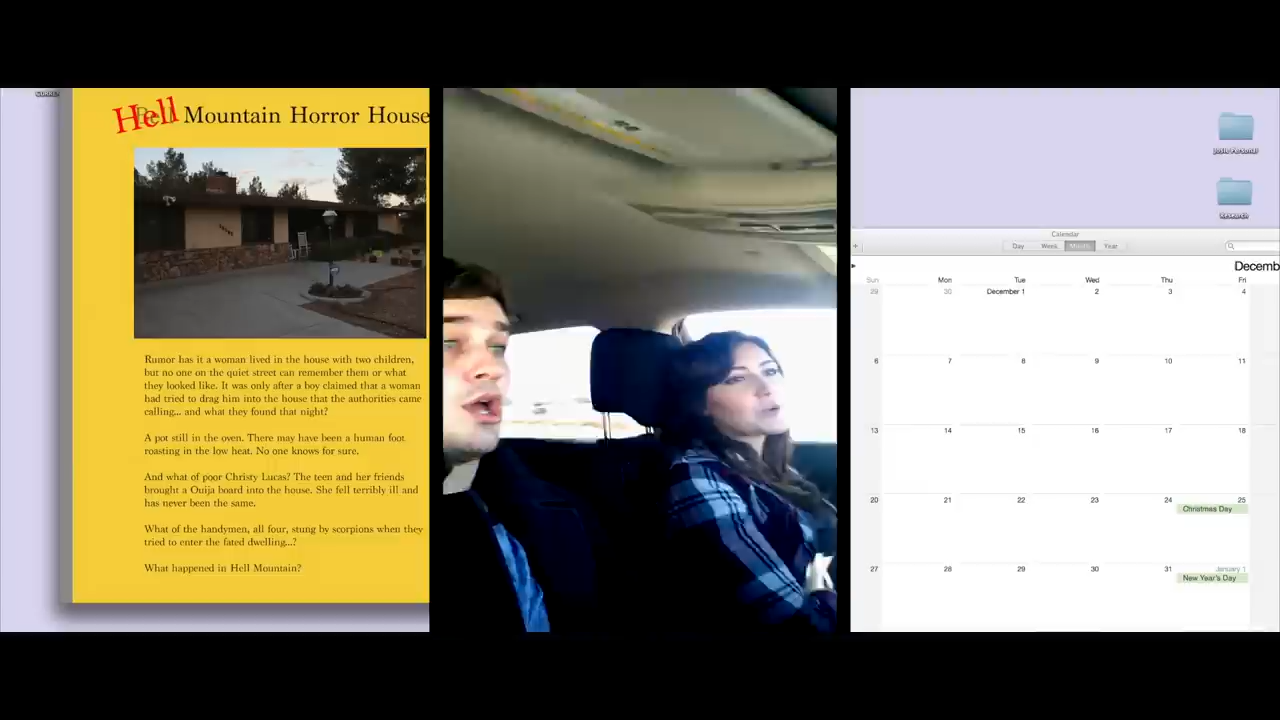 Hell Mountain Horror House
Rumor has it a woman lived in the house with two children,
but no one on the quiet street can remember them or what
they looked like. It was only after a boy claimed that a woman
had tried to drag him into the house that the authorities came
calling... and what they found that night?
A pot still in the oven. There may have been a human foot
roasting in the low heat. No one knows for sure.
And what of poor Christy Lucas? The teen and her friends
brought a Ouija board into the house. She fell terribly ill and
has never been the same.
What of the handymen, all four, stung by scorpions when they
tried to enter the fated dwelling...?
What happened in Hell Mountain?
Josie Personal
Research
Calendar
Day Week Month Year
Decemb
Sun Mon Tue Wed Thu Fri
29 30 December 1 2 3 4
6 7 8 9 10 11
13 14 15 16 17 18
20 21 22 23 24 25
Christmas Day
27 28 29 30 31 January 1
New Year's Day